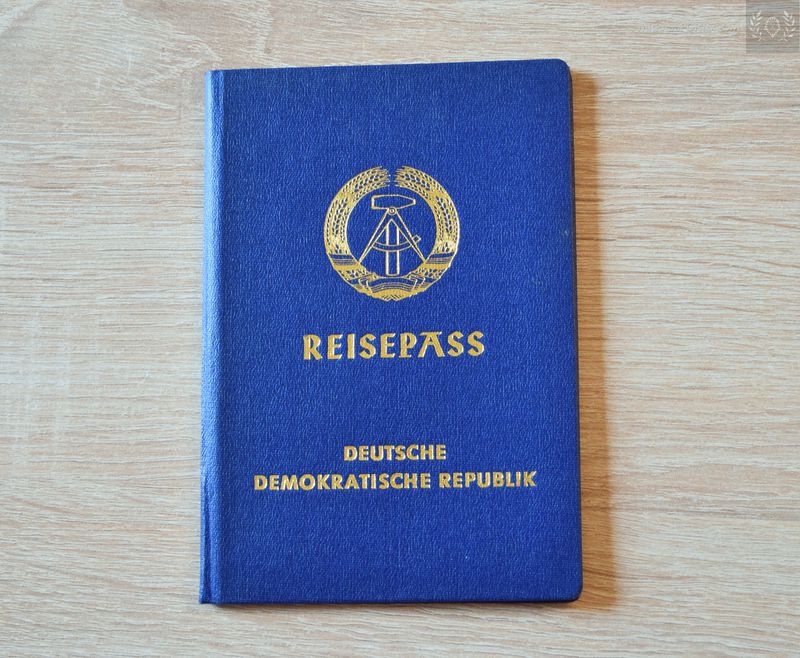 REISEPASS
DEUTSCHE
DEMOKRATISCHE REPUBLIK